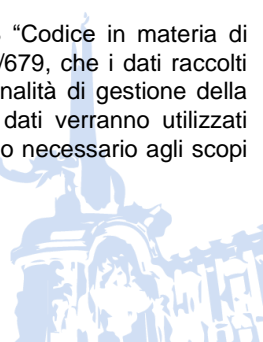 “Codice in materia di
/679, che i dati raccolti
nalità di gestione della
dati verranno utilizzati
o necessario agli scopi